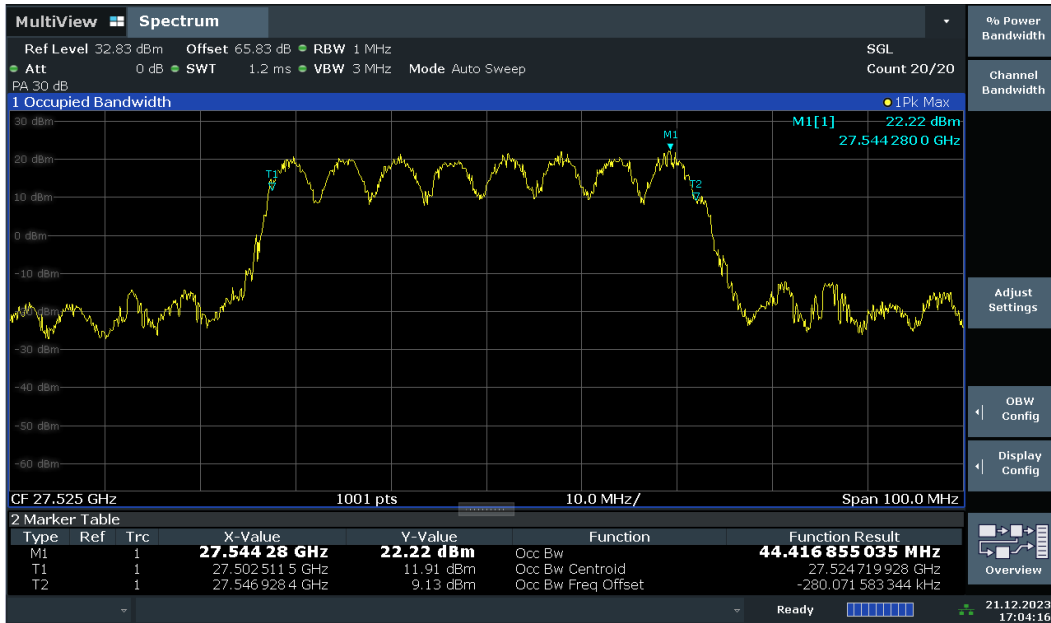 MultiView Spectrum
% Power Bandwidth
Ref Level 32.83 dBm Offset 65.83 dB RBW 1 MHz SGL
Att 0 dB SWT 1.2 ms VBW 3 MHz Mode Auto Sweep Count 20/20
PA 30 dB
Channel Bandwidth
1 Occupied Bandwidth 1Pk Max
30 dBm M1[1] 22.22 dBm
27.544 280 0 GHz
M1
20 dBm
T1
T2
10 dBm
0 dBm
-10 dBm
Adjust Settings
-20 dBm
-30 dBm
-40 dBm
OBW Config
-50 dBm
-60 dBm
Display Config
CF 27.525 GHz 1001 pts 10.0 MHz/ Span 100.0 MHz
2 Marker Table
Type Ref Trc X-Value Y-Value Function Function Result
M1 1 27.544 28 GHz 22.22 dBm Occ Bw 44.416 855 035 MHz
T1 1 27.502 511 5 GHz 11.91 dBm Occ Bw Centroid 27.524 719 928 GHz
T2 1 27.546 928 4 GHz 9.13 dBm Occ Bw Freq Offset -280.071 583 344 kHz
Overview
Ready 21.12.2023
17:04:16